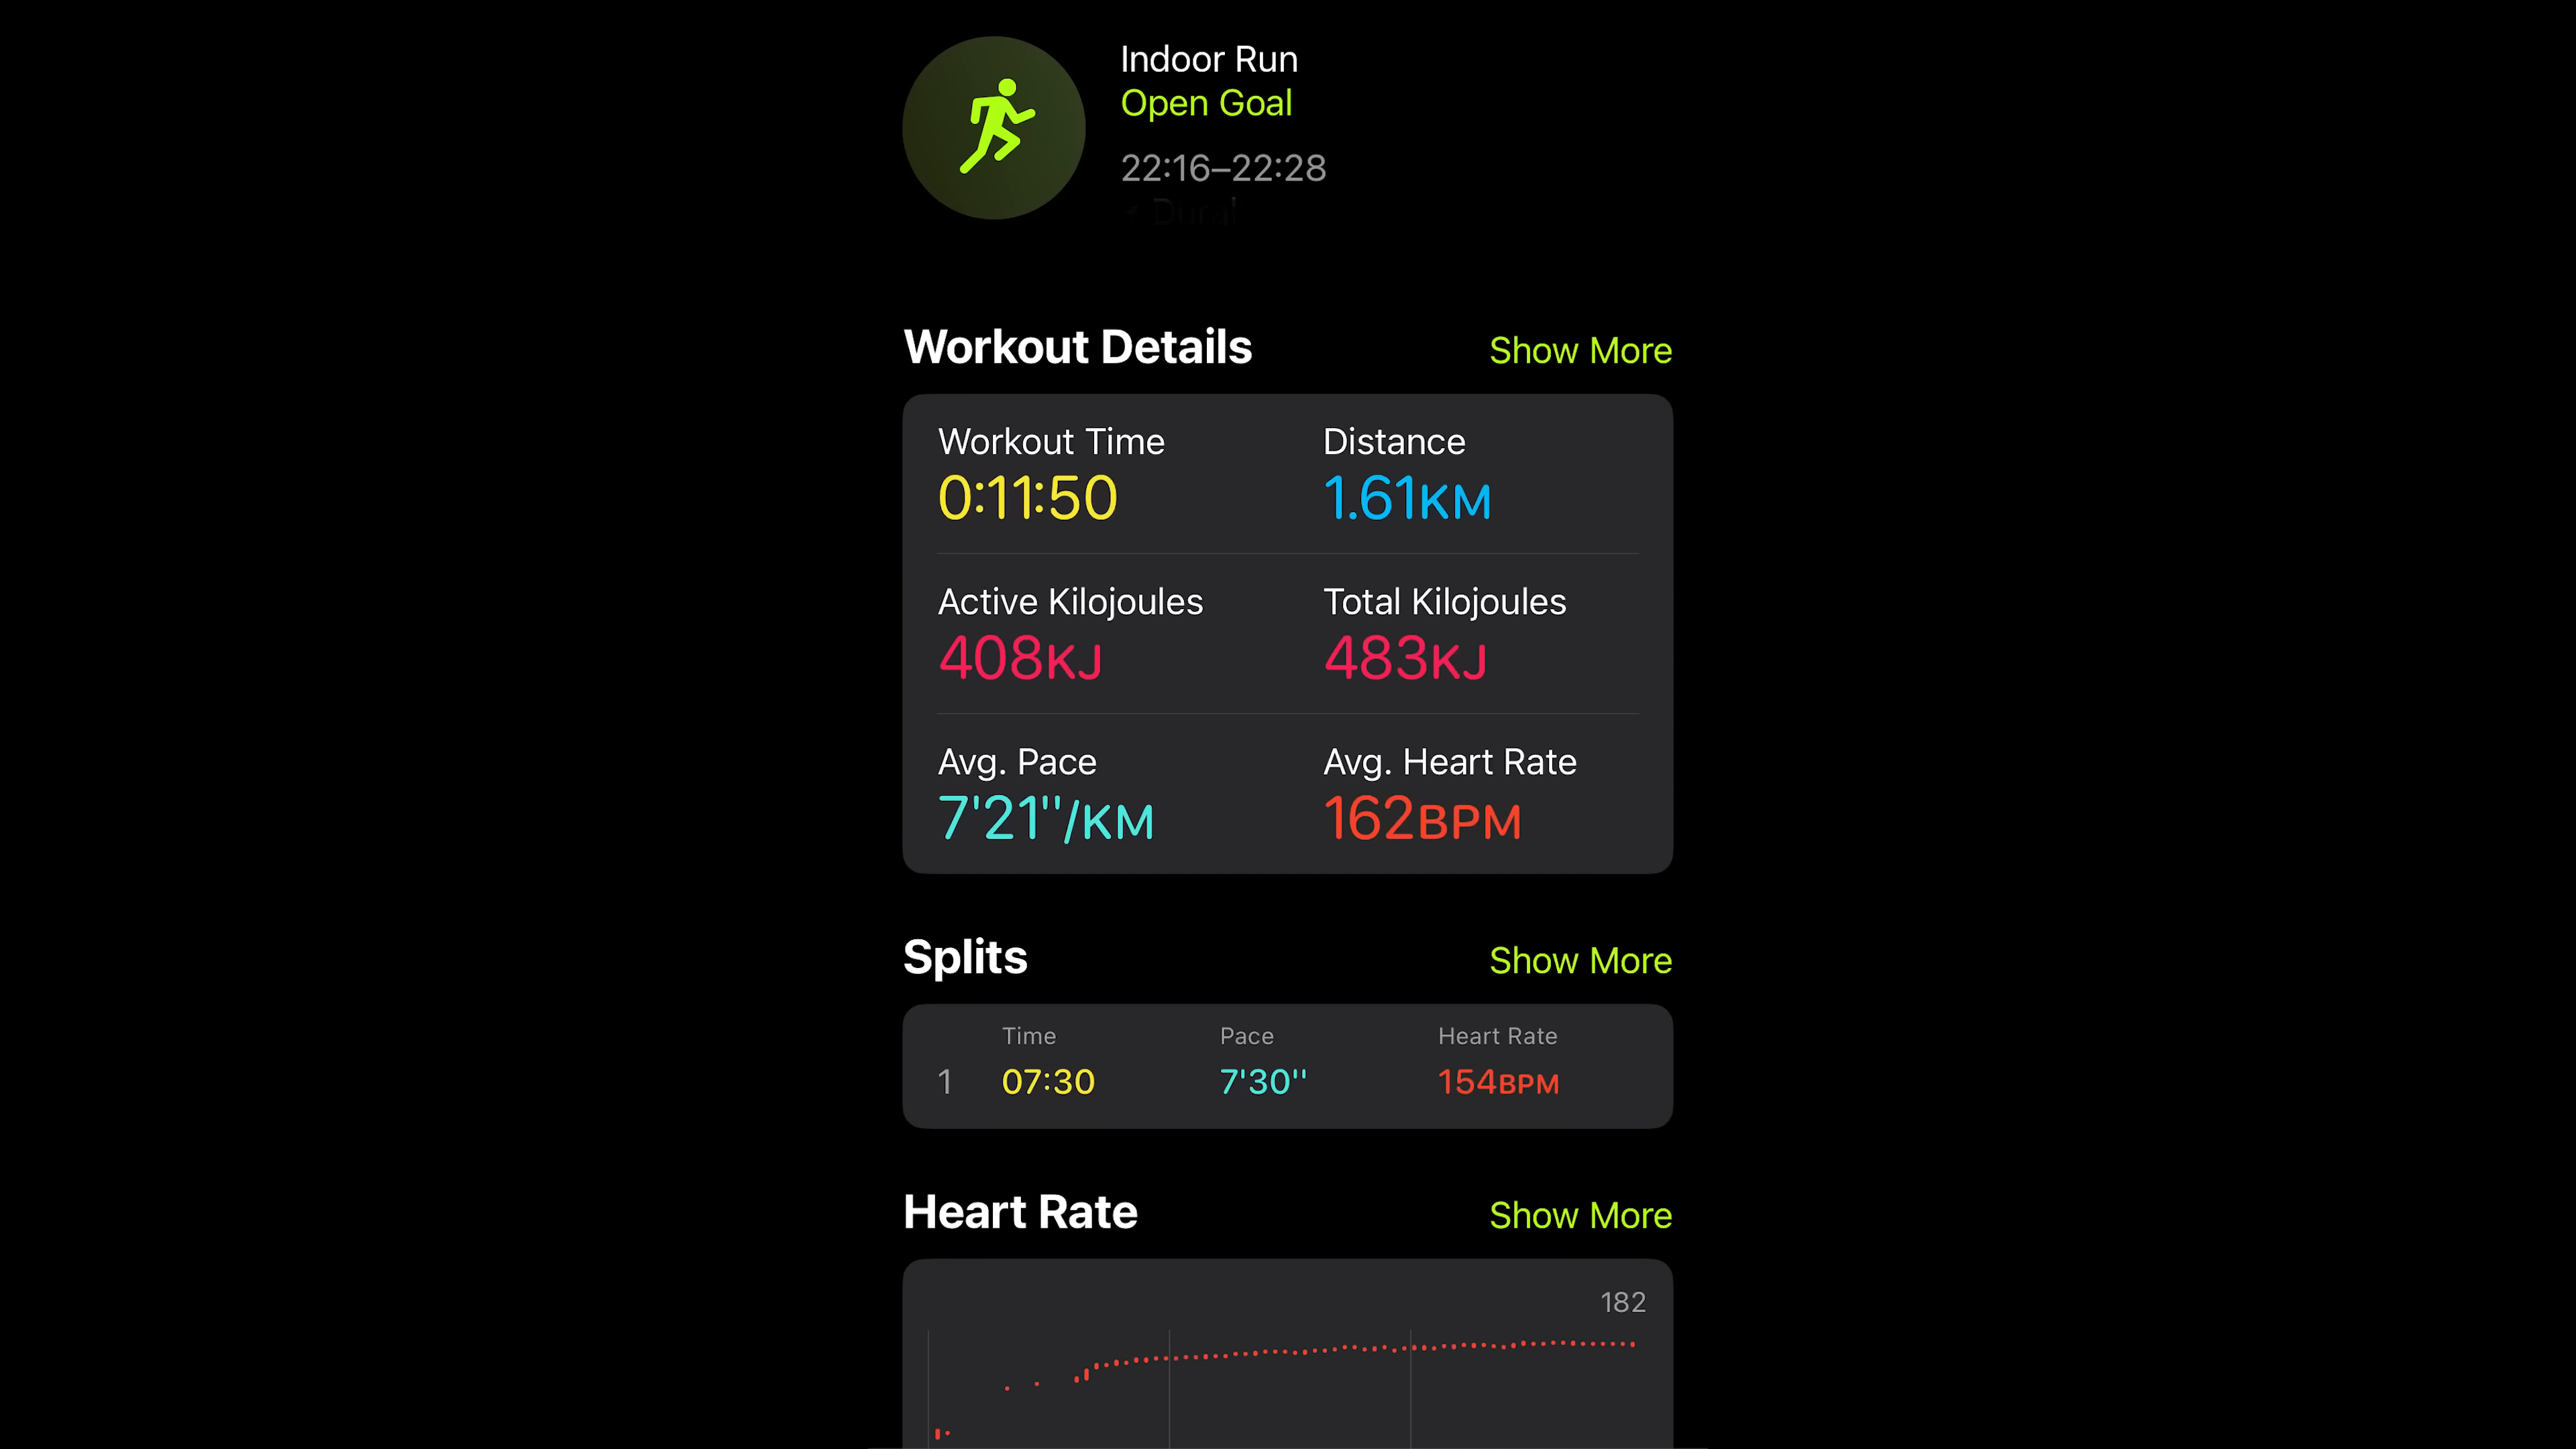 Indoor Run
Open Goal
22:16–22:28
Dural
Workout Details Show More
Workout Time Distance
0:11:50 1.61KM
Active Kilojoules Total Kilojoules
408KJ 483KJ
Avg. Pace Avg. Heart Rate
7'21''/KM 162BPM
Splits Show More
Time Pace Heart Rate
1 07:30 7'30'' 154BPM
Heart Rate Show More
182